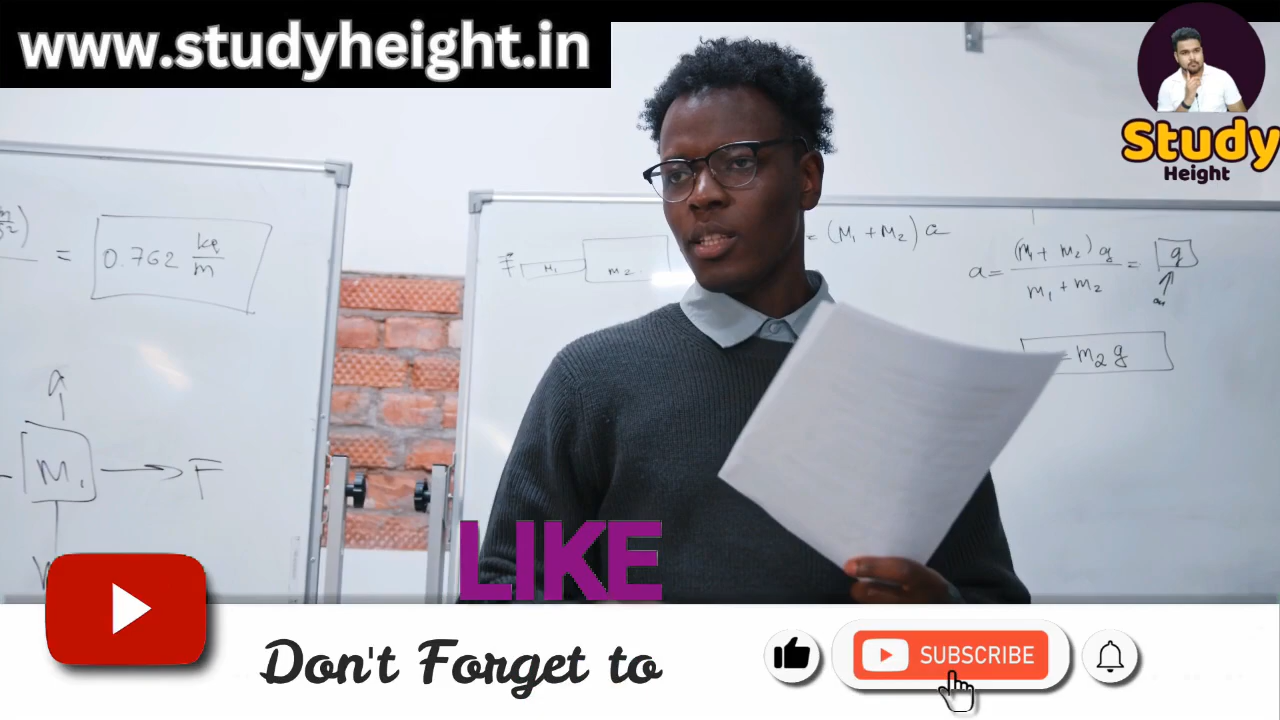 www.studyheight.in
Study
Height
= 0.762 kg/m
F
M₁
m₂
= (M₁ + M₂) a
a = (M₁ + m₂) g / m₁ + m₂ = g
= m₂ g
a
M₁
F
LIKE
Don't Forget to
SUBSCRIBE